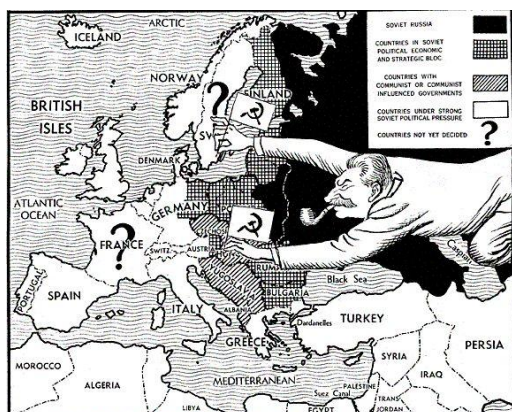 ICELAND
ARCTIC
NORWAY
FINLAND
BRITISH
ISLES
DENMARK
ATLANTIC
OCEAN
GERMANY
FRANCE
SWITZ
AUSTR
RUM
BULGARIA
ALBANIA
PORTUGAL
SPAIN
ITALY
GREECE
Black Sea
Caspian
Dardanelles
TURKEY
PERSIA
SYRIA
IRAQ
MEDITERRANEAN
MOROCCO
ALGERIA
LIBYA
Suez Canal
PALESTINE
TRANS
JORDAN
EGYPT
SOVIET RUSSIA
COUNTRIES IN SOVIET
POLITICAL ECONOMIC
AND STRATEGIC BLOC
COUNTRIES WITH
COMMUNIST OR COMMUNIST
INFLUENCED GOVERNMENTS
COUNTRIES UNDER STRONG
SOVIET POLITICAL PRESSURE
COUNTRIES NOT YET DECIDED
?
?
?